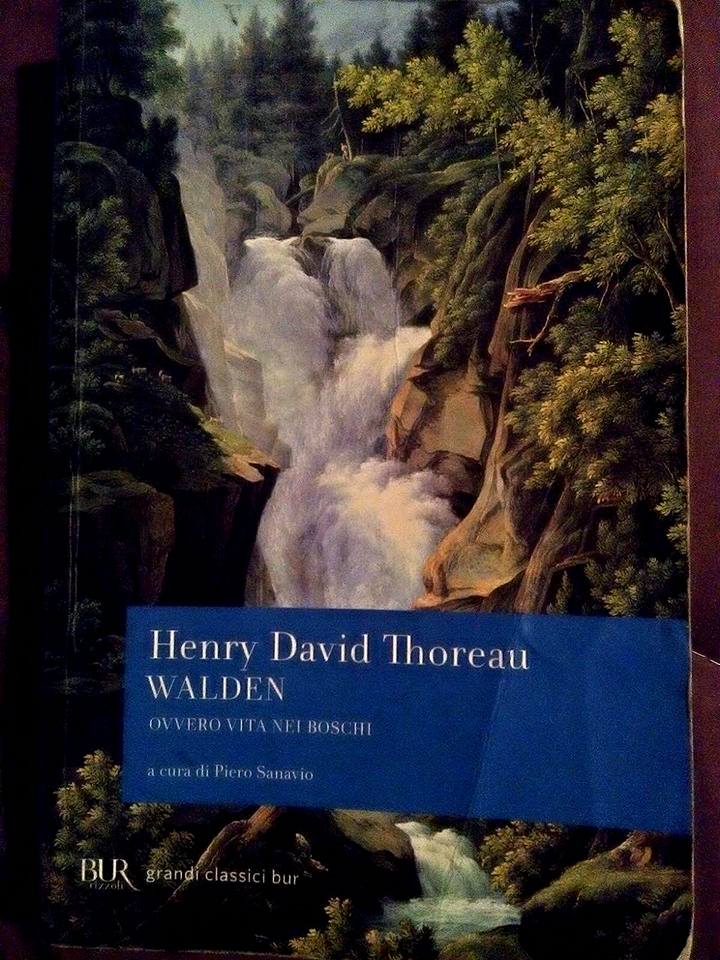 Henry David Thoreau
WALDEN
OVVERO VITA NEI BOSCHI
a cura di Piero Sanavio
BUR grandi classici bur
rizzoli